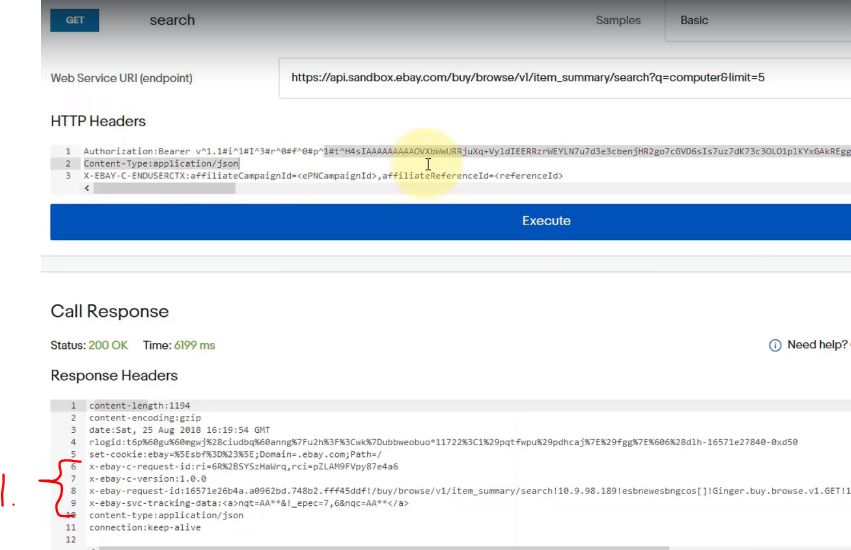 GET search Samples Basic
Web Service URI (endpoint) https://api.sandbox.ebay.com/buy/browse/v1/item_summary/search?q=computer&limit=5
HTTP Headers
1 Authorization:Bearer v^1.1#i^1#I^3#r^0#f^0#p^1#t^H4sIAAAAAAAAAOVXbWwURRjuXq+VyldIEERRzrWEYLN7u7d3e3cbenjHR2go7cGVD6sIs7uz7dK73c3OLO1plKYxGAkREgg
2 Content-Type:application/json
3 X-EBAY-C-ENDUSERCTX:affiliateCampaignId=<ePNCampaignId>,affiliateReferenceId=<referenceId>
Execute
Call Response
Status: 200 OK Time: 6199 ms Need help?
Response Headers
1 content-length:1194
2 content-encoding:gzip
3 date:Sat, 25 Aug 2018 16:19:54 GMT
4 rlogid:t6p%60gu%60mgwj%28ciudbq%60anng%7Fu2h%3F%3Cwk%7Dubbweobuo*11722%3C1%29pqtfwpu%29pdhcaj%7E%29fgg%7E%606%28dlh-16571e27840-0xd50
5 set-cookie:ebay=%5Esbf%3D%23%5E;Domain=.ebay.com;Path=/
6 x-ebay-c-request-id:ri=6R%2BSYSzHaWrq,rci=pZLAM9FVpy87e4a6
7 x-ebay-c-version:1.0.0
8 x-ebay-request-id:16571e26b4a.a0962bd.748b2.fff45ddf!/buy/browse/v1/item_summary/search!10.9.98.189!esbnewesbngcos[]!Ginger.buy.browse.v1.GET!1
9 x-ebay-svc-tracking-data:<a>nqt=AA**&!_epec=7,6&nqc=AA**</a>
10 content-type:application/json
11 connection:keep-alive
12
1.